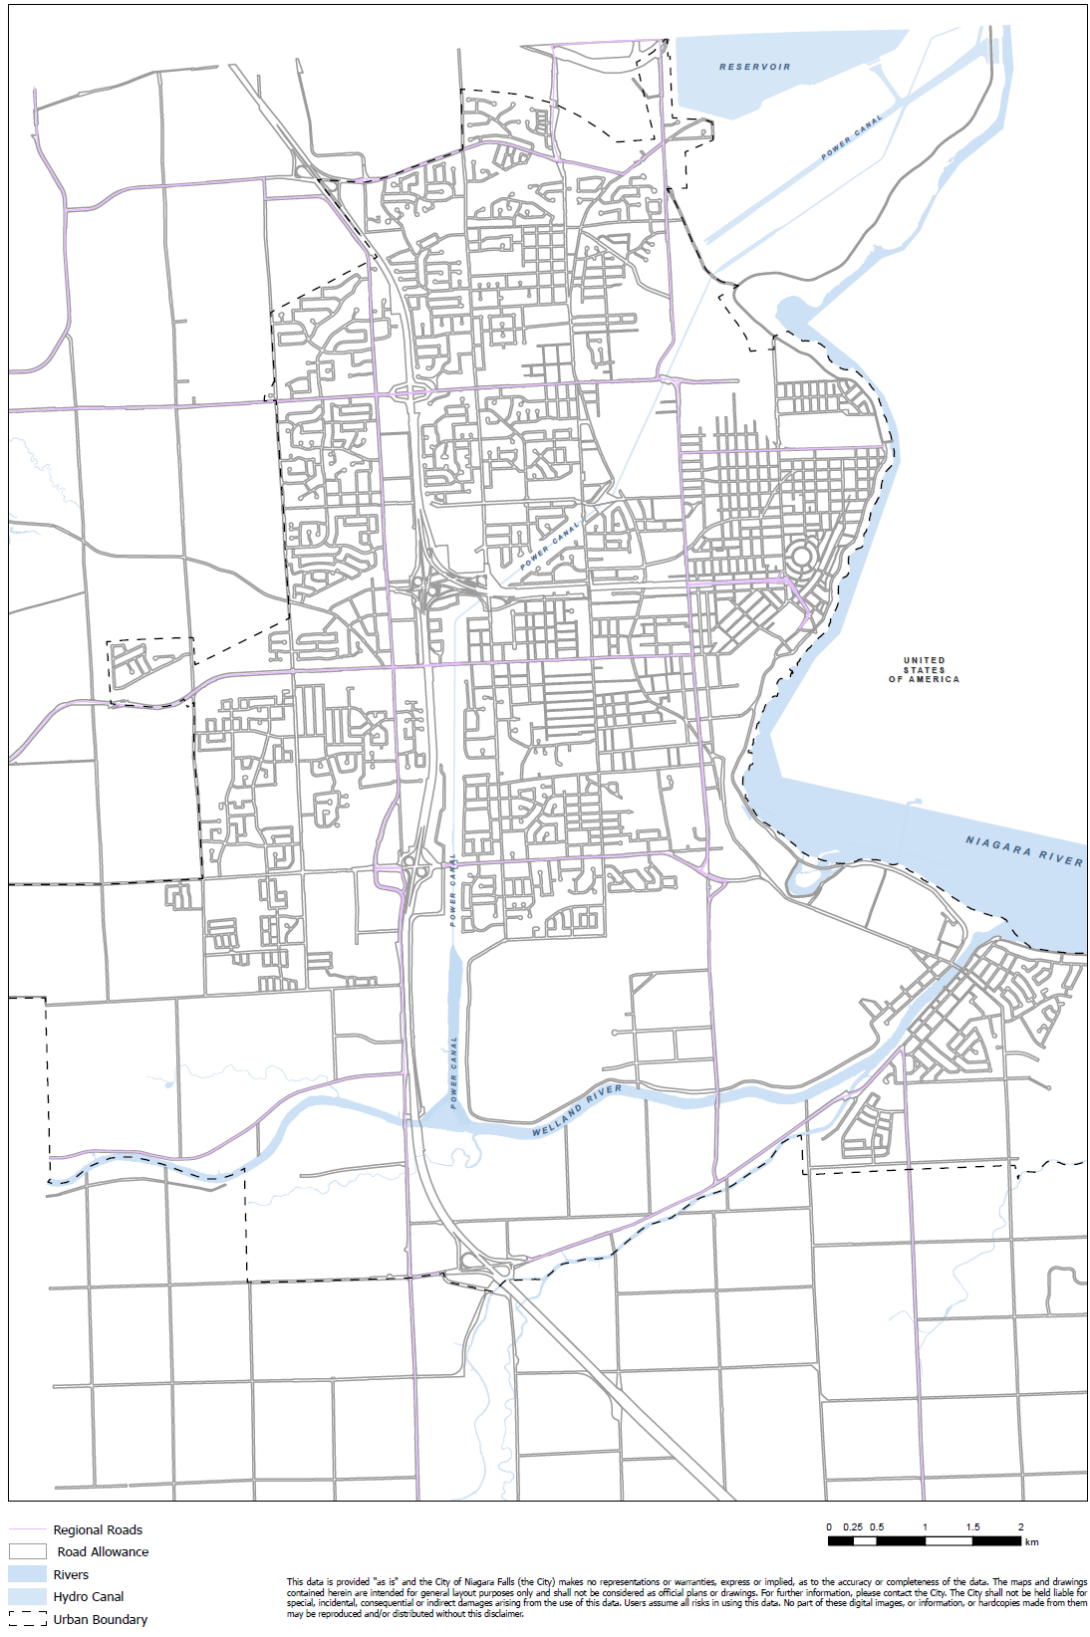 RESERVOIR
POWER CANAL
POWER CANAL
UNITED
STATES
OF AMERICA
NIAGARA RIVER
POWER CANAL
POWER CANAL
WELLAND RIVER
Regional Roads
Road Allowance
Rivers
Hydro Canal
Urban Boundary
0 0.25 0.5 1 1.5 2
km
This data is provided "as is" and the City of Niagara Falls (the City) makes no representations or warranties, express or implied, as to the accuracy or completeness of the data. The maps and drawings
contained herein are intended for general layout purposes only and shall not be considered as official plans or drawings. For further information, please contact the City. The City shall not be held liable for
special, incidental, consequential or indirect damages arising from the use of this data. Users assume all risks in using this data. No part of these digital images, or information, or hardcopies made from them
may be reproduced and/or distributed without this disclaimer.